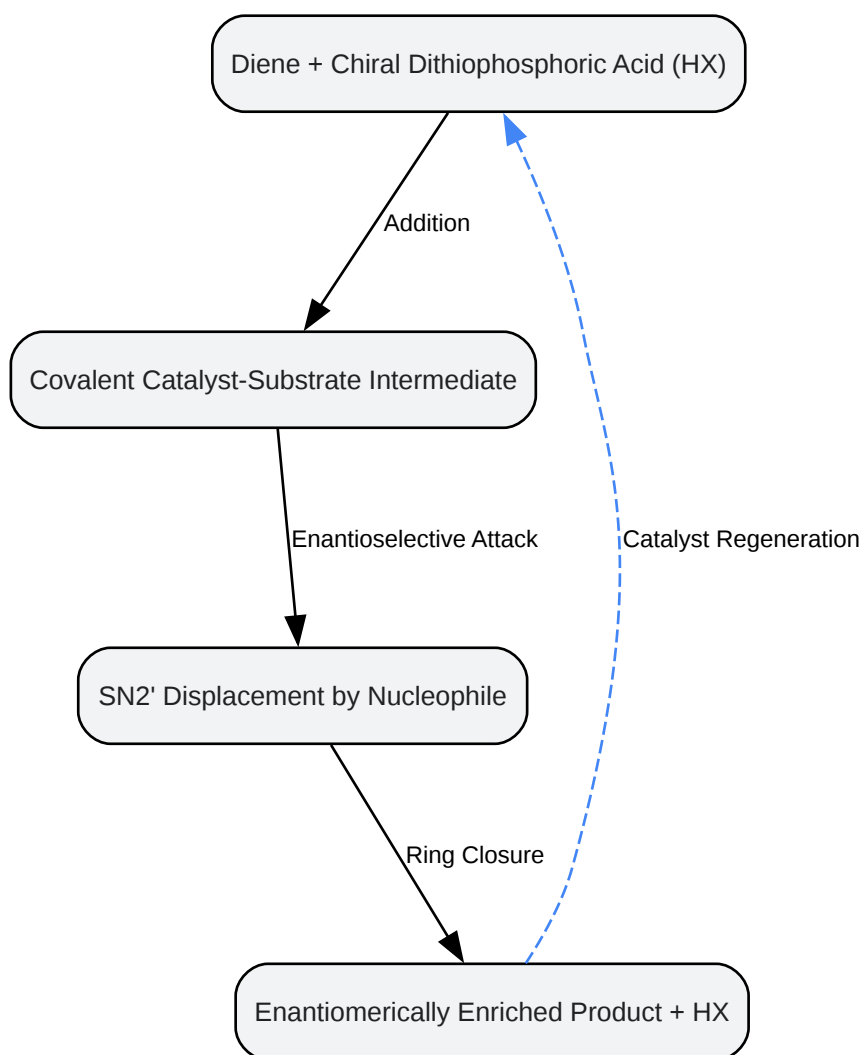 Diene + Chiral Dithiophosphoric Acid (HX)
Addition
Covalent Catalyst-Substrate Intermediate
Enantioselective Attack
Catalyst Regeneration
SN2' Displacement by Nucleophile
Ring Closure
Enantiomerically Enriched Product + HX